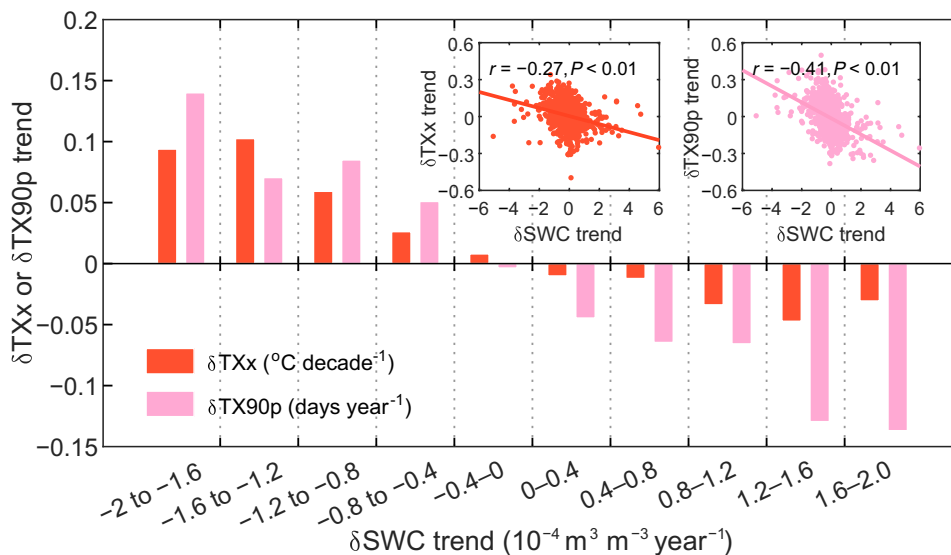 0.2
0.15
0.1
0.05
0
−0.05
−0.1
−0.15
δTXx or δTX90p trend
0.6
0.3
0
−0.3
−0.6
δTXx trend
r = −0.27, P < 0.01
−6 −4 −2 0 2 4 6
δSWC trend
0.6
0.3
0
−0.3
−0.6
δTX90p trend
r = −0.41, P < 0.01
−6 −4 −2 0 2 4 6
δSWC trend
δTXx (°C decade⁻¹)
δTX90p (days year⁻¹)
−2 to −1.6
−1.6 to −1.2
−1.2 to −0.8
−0.8 to −0.4
−0.4–0
0–0.4
0.4–0.8
0.8–1.2
1.2–1.6
1.6–2.0
δSWC trend (10⁻⁴ m³ m⁻³ year⁻¹)